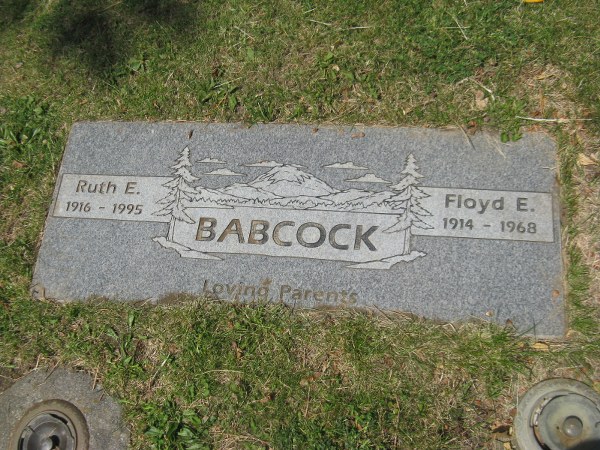 Ruth E.
1916 - 1995
BABCOCK
Floyd E.
1914 - 1968
Loving Parents